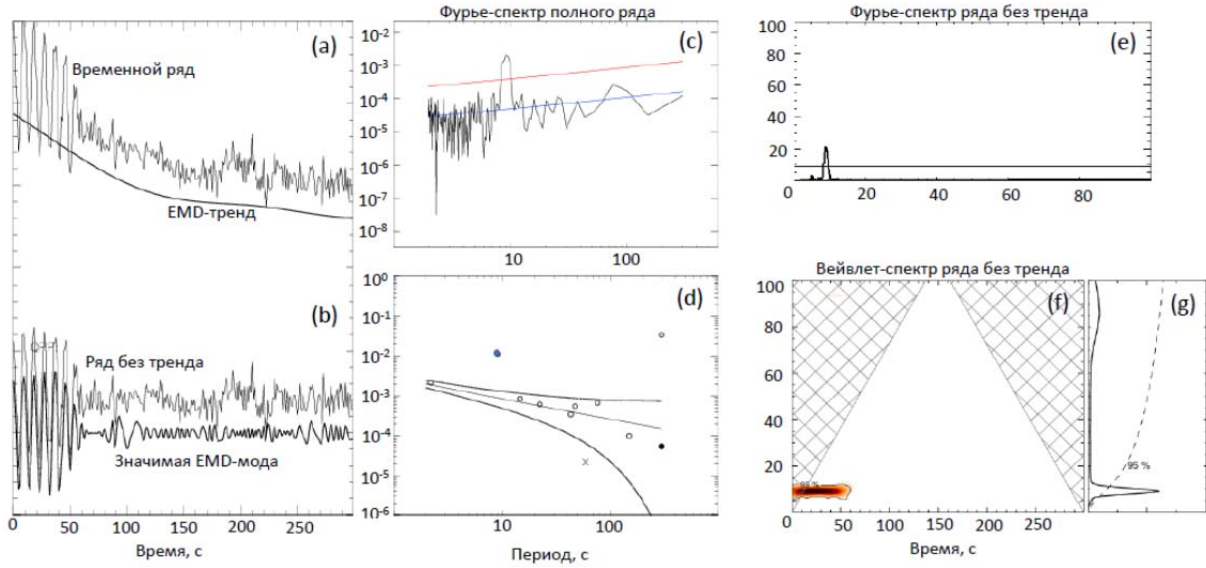 Фурье-спектр полного ряда
Фурье-спектр ряда без тренда
(a)
Временной ряд
EMD-тренд
(b)
Ряд без тренда
Значимая EMD-мода
0 50 100 150 200 250
Время, с
10⁻²
10⁻³
10⁻⁴
10⁻⁵
10⁻⁶
10⁻⁷
10⁻⁸
(c)
10 100
10⁰
10⁻¹
10⁻²
10⁻³
10⁻⁴
10⁻⁵
10⁻⁶
(d)
10 100
Период, с
100
80
60
40
20
(e)
0 20 40 60 80
Вейвлет-спектр ряда без тренда
100
80
60
40
20
(f)
(g)
95 %
95 %
0 50 100 150 200 250
Время, с